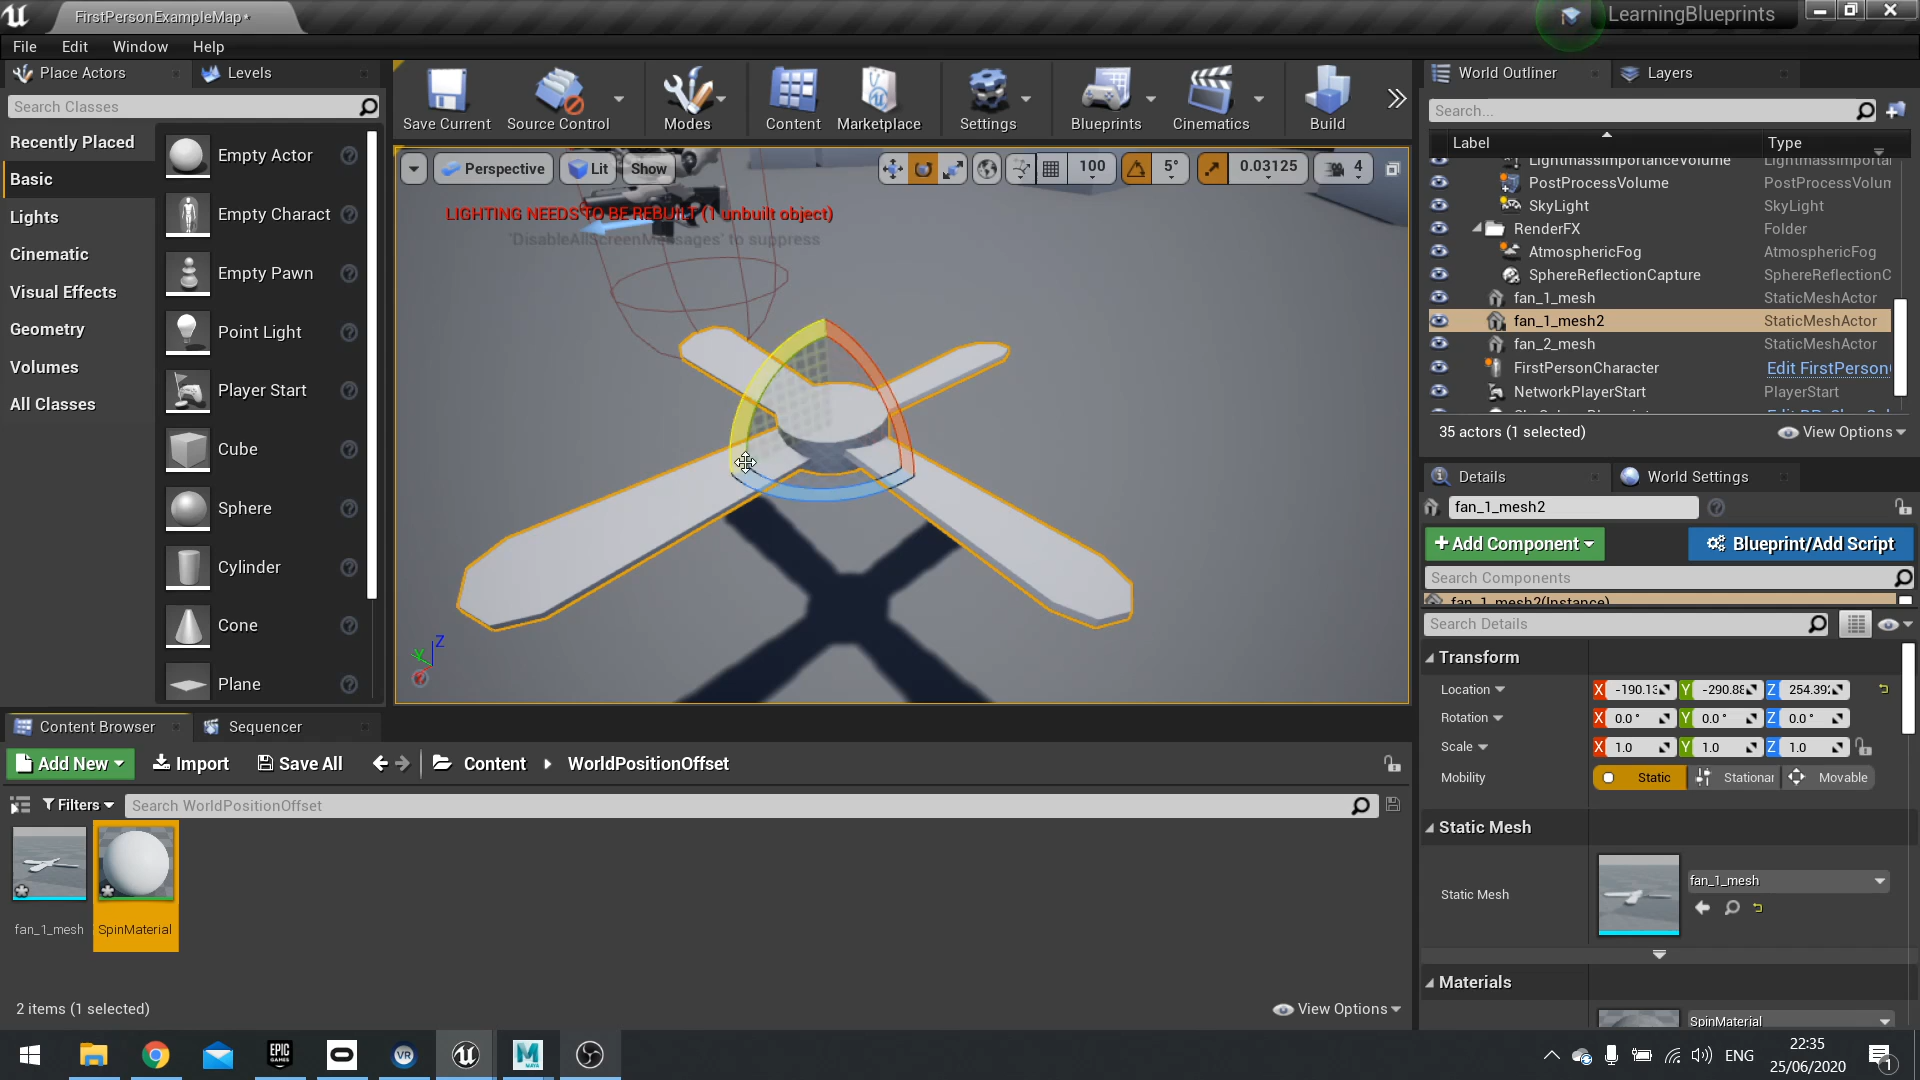 FirstPersonExampleMap*
LearningBlueprints
File Edit Window Help
Place Actors
Levels
Search Classes
Recently Placed
Basic
Lights
Cinematic
Visual Effects
Geometry
Volumes
All Classes
Empty Actor
Empty Charact
Empty Pawn
Point Light
Player Start
Cube
Sphere
Cylinder
Cone
Plane
Save Current
Source Control
Modes
Content
Marketplace
Settings
Blueprints
Cinematics
Build
Perspective
Lit
Show
100
5°
0.03125
4
LIGHTING NEEDS TO BE REBUILT (1 unbuilt object)
'DisableAllScreenMessages' to suppress
Z
Y
World Outliner
Layers
Search...
Label Type
LightmassImportanceVolume Lightmassimportai
PostProcessVolume PostProcessVolum
SkyLight SkyLight
RenderFX Folder
AtmosphericFog AtmosphericFog
SphereReflectionCapture SphereReflectionC
fan_1_mesh StaticMeshActor
fan_1_mesh2 StaticMeshActor
fan_2_mesh StaticMeshActor
FirstPersonCharacter Edit FirstPerson
NetworkPlayerStart PlayerStart
35 actors (1 selected)
View Options
Details
World Settings
fan_1_mesh2
+ Add Component
Blueprint/Add Script
Search Components
fan_1_mesh2(Instance)
Search Details
Transform
Location X -190.13 Y -290.88 Z 254.392
Rotation X 0.0° Y 0.0° Z 0.0°
Scale X 1.0 Y 1.0 Z 1.0
Mobility Static Stationar Movable
Static Mesh
Static Mesh
fan_1_mesh
Materials
SpinMaterial
Content Browser
Sequencer
Add New
Import
Save All
Content
WorldPositionOffset
Filters
Search WorldPositionOffset
fan_1_mesh
SpinMaterial
2 items (1 selected)
View Options
EPIC
GAMES
VR
M
MAYA
ENG
22:35
25/06/2020
1